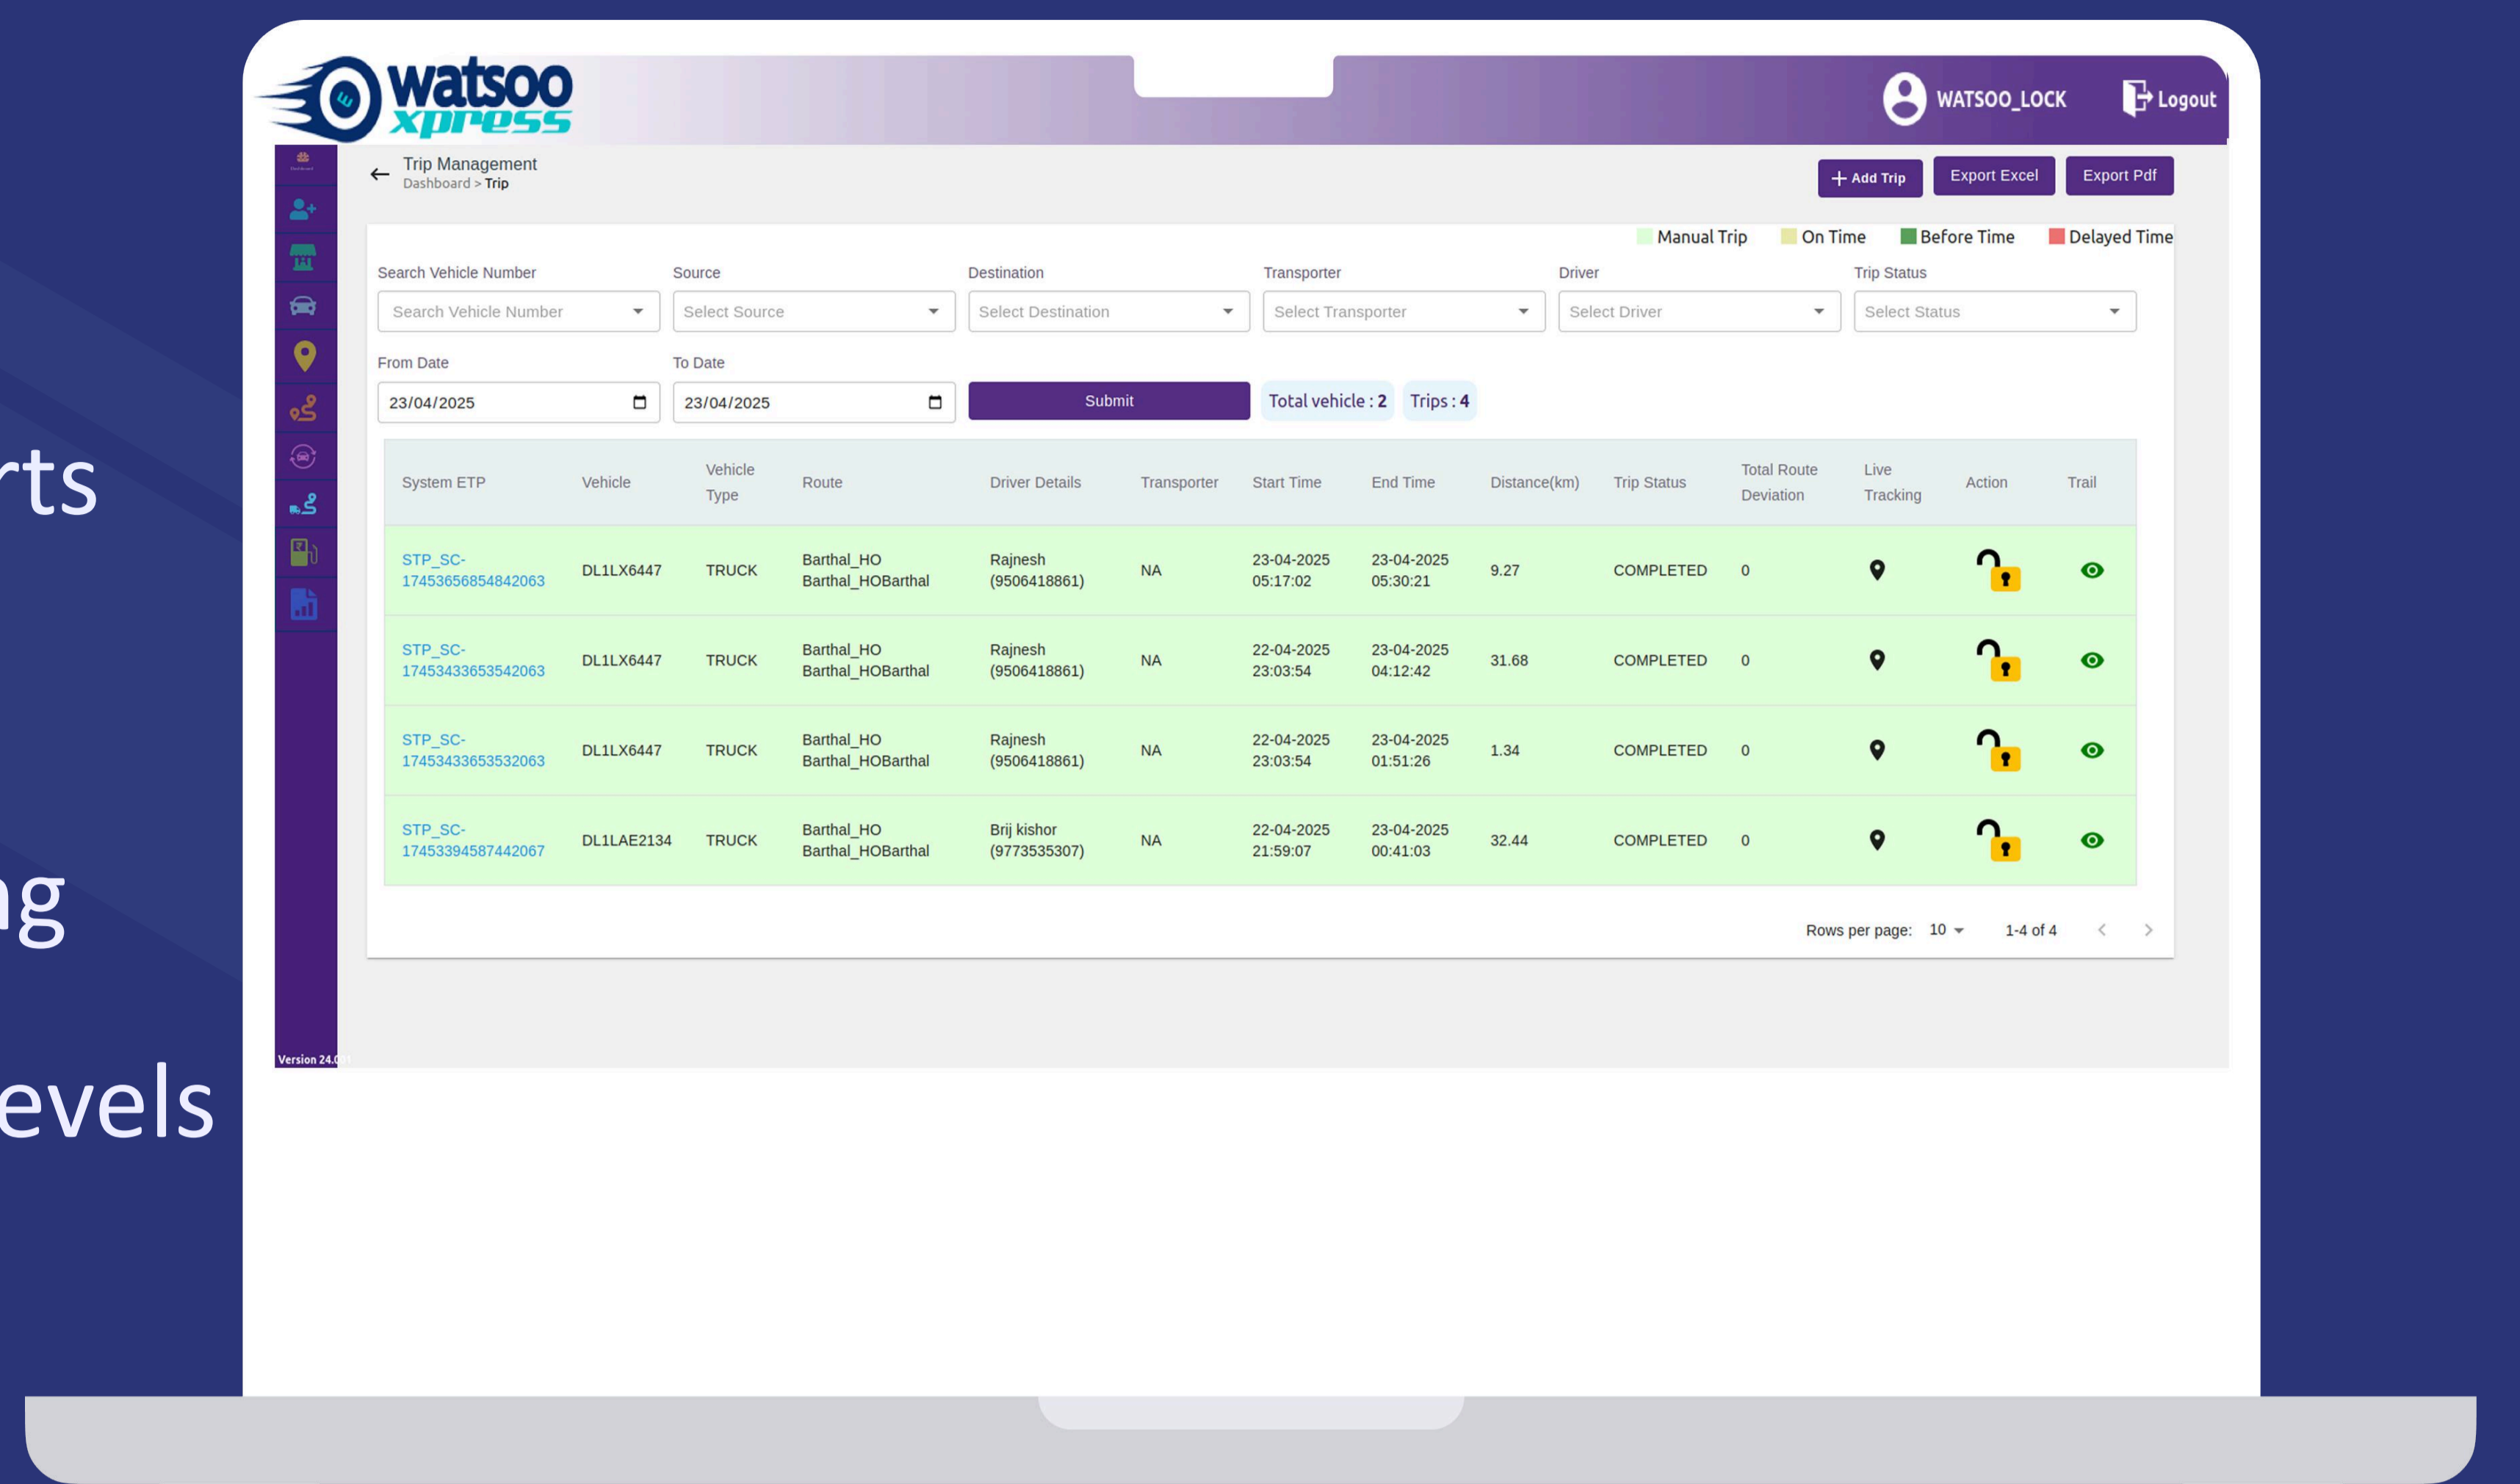 watsoo
xpress
WATSOO_LOCK
Logout
Dashboard
Trip Management
Dashboard > Trip
+ Add Trip
Export Excel
Export Pdf
Manual Trip On Time Before Time Delayed Time
Search Vehicle Number Source Destination Transporter Driver Trip Status
Search Vehicle Number Select Source Select Destination Select Transporter Select Driver Select Status
From Date To Date
23/04/2025 23/04/2025 Submit Total vehicle : 2 Trips : 4
System ETP Vehicle Vehicle Type Route Driver Details Transporter Start Time End Time Distance(km) Trip Status Total Route Deviation Live Tracking Action Trail
STP_SC- Barthal_HO Rajnesh 23-04-2025 23-04-2025
17453656854842063 DL1LX6447 TRUCK Barthal_HOBarthal (9506418861) NA 05:17:02 05:30:21 9.27 COMPLETED 0
STP_SC- Barthal_HO Rajnesh 22-04-2025 23-04-2025
17453433653542063 DL1LX6447 TRUCK Barthal_HOBarthal (9506418861) NA 23:03:54 04:12:42 31.68 COMPLETED 0
STP_SC- Barthal_HO Rajnesh 22-04-2025 23-04-2025
17453433653532063 DL1LX6447 TRUCK Barthal_HOBarthal (9506418861) NA 23:03:54 01:51:26 1.34 COMPLETED 0
STP_SC- Barthal_HO Brij kishor 22-04-2025 23-04-2025
17453394587442067 DL1LAE2134 TRUCK Barthal_HOBarthal (9773535307) NA 21:59:07 00:41:03 32.44 COMPLETED 0
Rows per page: 10 1-4 of 4
Version 24.
rts
ng
evels